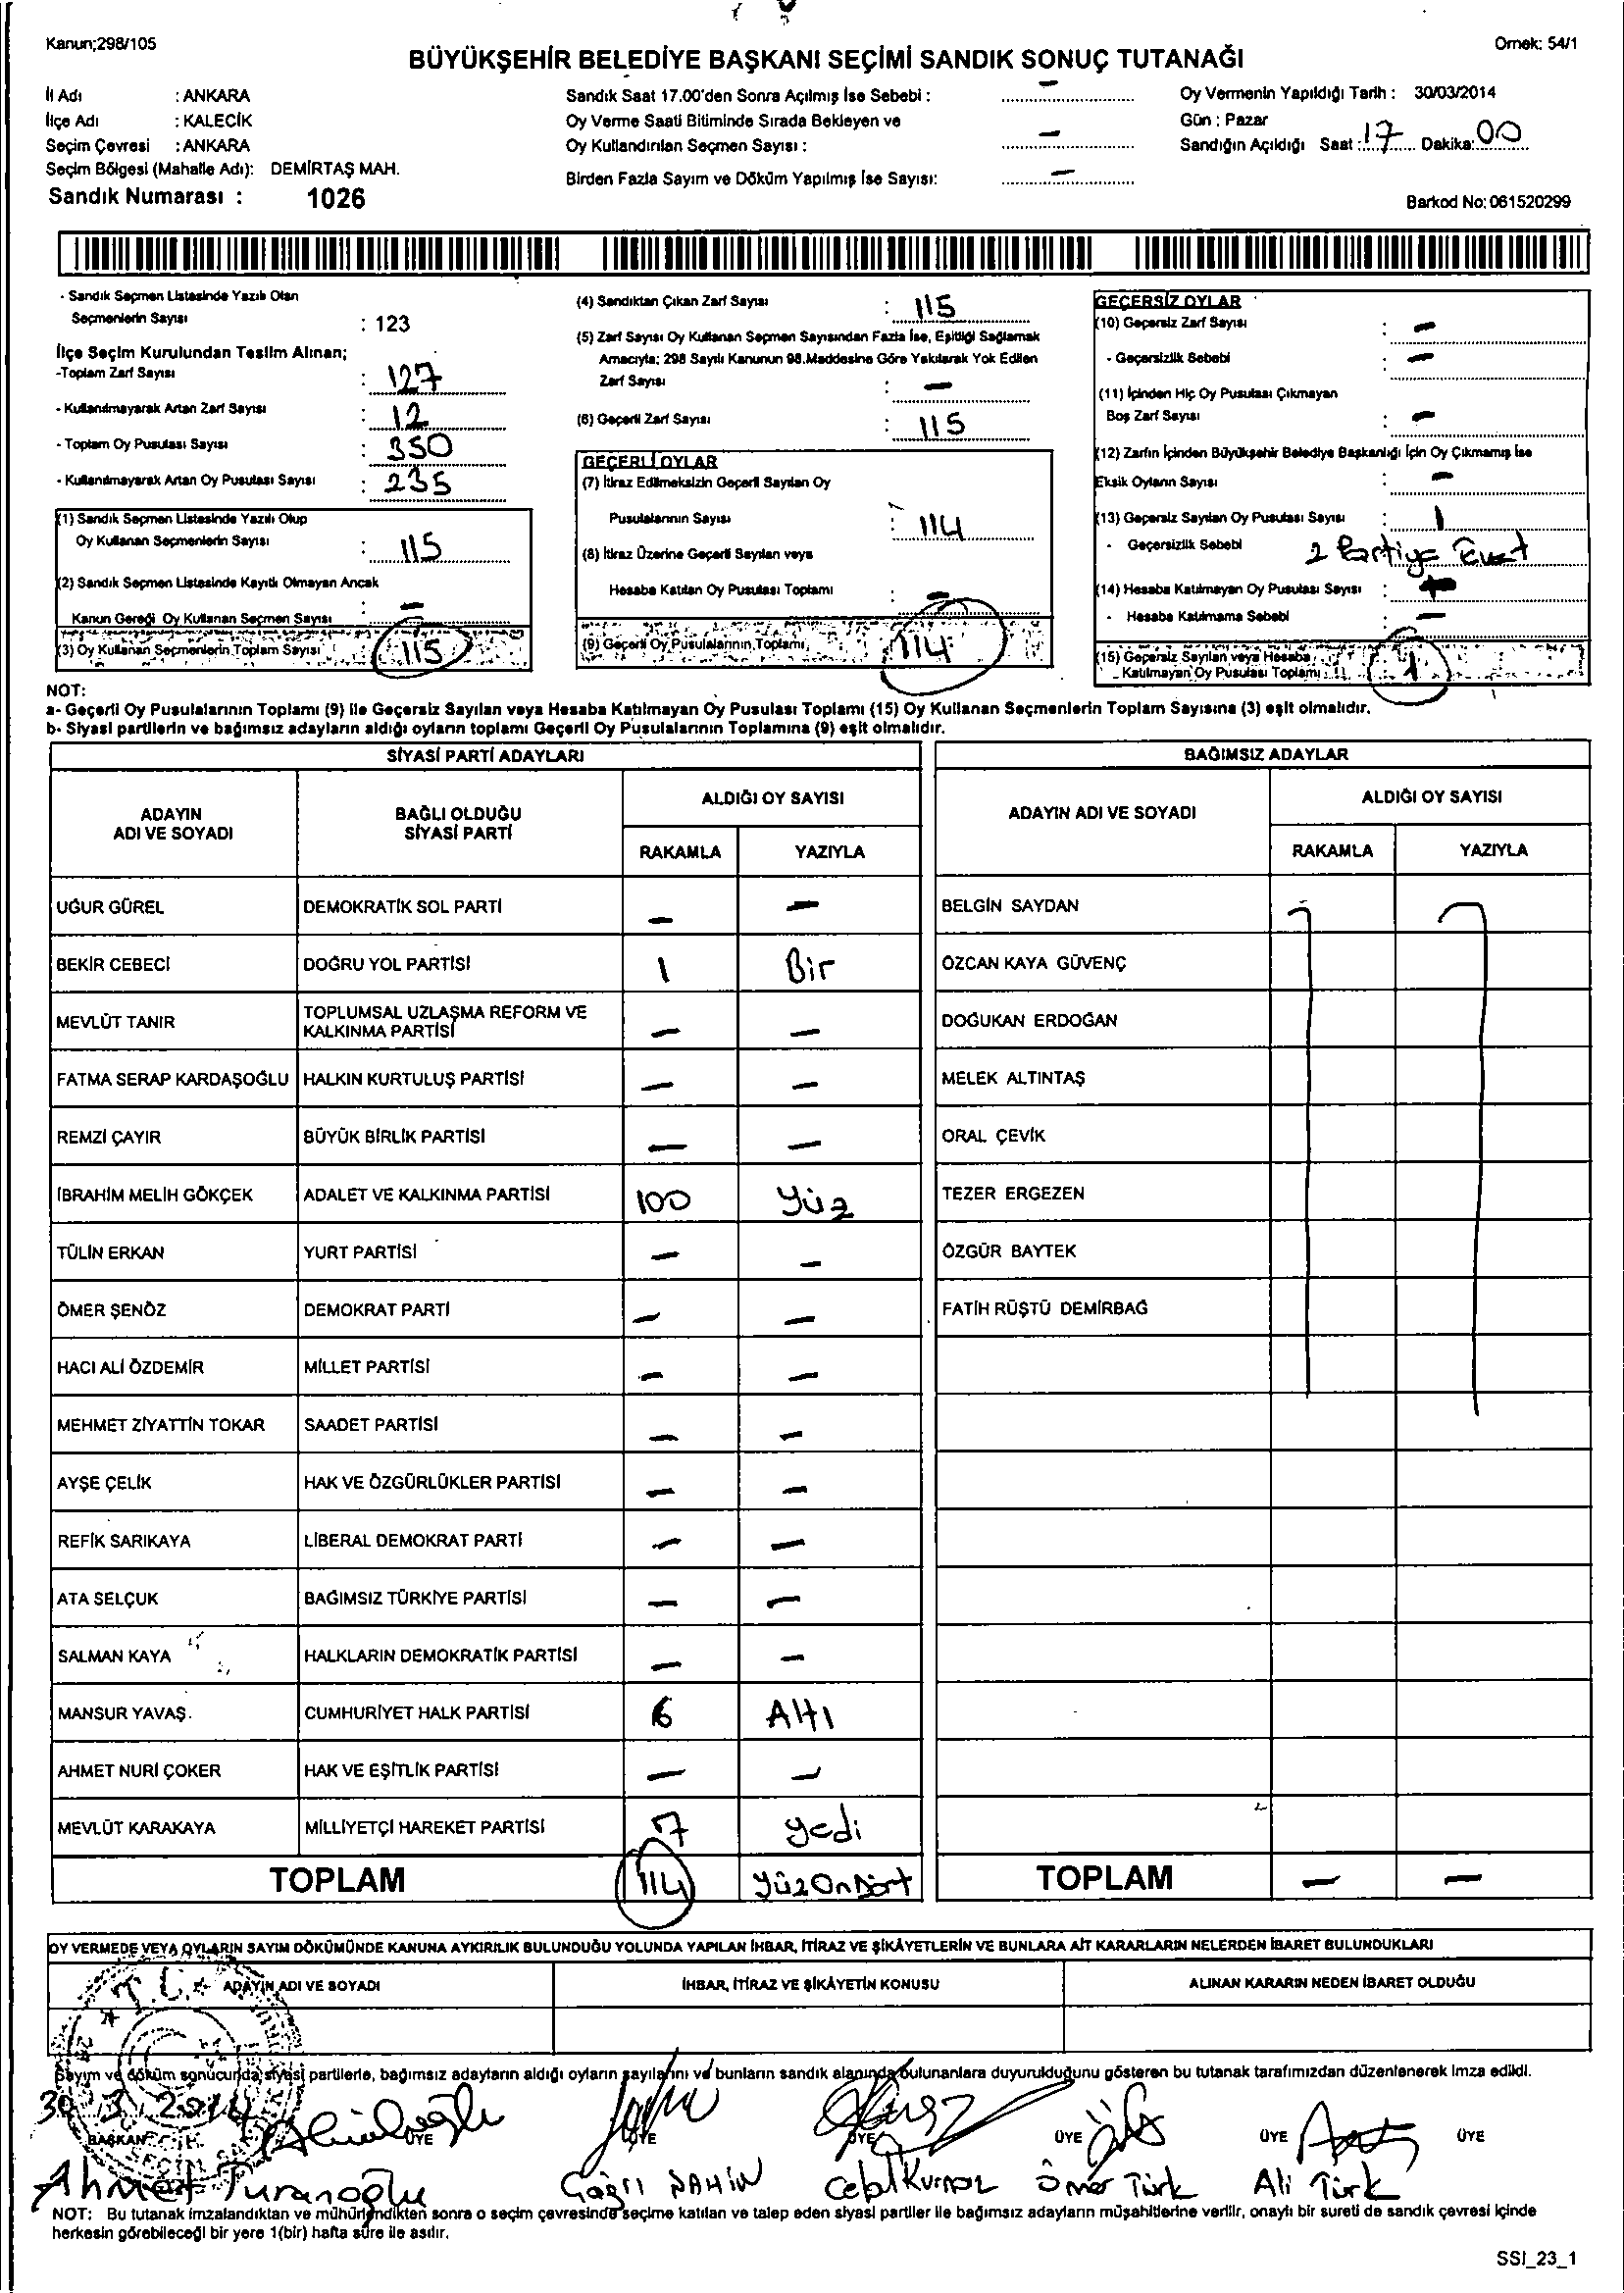 Kanun;298/105
Örnek: 54/1
BÜYÜKŞEHİR BELEDİYE BAŞKANI SEÇİMİ SANDIK SONUÇ TUTANAĞI
İl Adı : ANKARA
İlçe Adı : KALECİK
Seçim Çevresi : ANKARA
Seçim Bölgesi (Mahalle Adı): DEMİRTAŞ MAH.
Sandık Numarası : 1026
Sandık Saat 17.00'den Sonra Açılmış İse Sebebi : -
Oy Verme Saati Bitiminde Sırada Bekleyen ve
Oy Kullandırılan Seçmen Sayısı : -
Birden Fazla Sayım ve Döküm Yapılmış İse Sayısı: -
Oy Vermenin Yapıldığı Tarih : 30/03/2014
Gün : Pazar
Sandığın Açıldığı Saat : 17 Dakika: 00
Barkod No: 061520299
- Sandık Seçmen Listesinde Yazılı Olan
Seçmenlerin Sayısı : 123
İlçe Seçim Kurulundan Teslim Alınan;
-Toplam Zarf Sayısı : 127
- Kullanılmayarak Artan Zarf Sayısı : 12
- Toplam Oy Pusulası Sayısı : 350
- Kullanılmayarak Artan Oy Pusulası Sayısı : 235
(1) Sandık Seçmen Listesinde Yazılı Olup
Oy Kullanan Seçmenlerin Sayısı : 115
(2) Sandık Seçmen Listesinde Kayıtlı Olmayan Ancak
Kanun Gereği Oy Kullanan Seçmen Sayısı : -
(3) Oy Kullanan Seçmenlerin Toplam Sayısı : 115
(4) Sandıktan Çıkan Zarf Sayısı : 115
(5) Zarf Sayısı Oy Kullanan Seçmen Sayısından Fazla İse, Eşitliği Sağlamak
Amacıyla; 298 Sayılı Kanunun 98.Maddesine Göre Yakılarak Yok Edilen
Zarf Sayısı : -
(6) Geçerli Zarf Sayısı : 115
GEÇERLİ OYLAR
(7) İtiraz Edilmeksizin Geçerli Sayılan Oy
Pusulalarının Sayısı : 114
(8) İtiraz Üzerine Geçerli Sayılan veya
Hesaba Katılan Oy Pusulası Toplamı : -
(9) Geçerli Oy Pusulalarının Toplamı : 114
GEÇERSİZ OYLAR
(10) Geçersiz Zarf Sayısı : -
- Geçersizlik Sebebi : -
(11) İçinden Hiç Oy Pusulası Çıkmayan
Boş Zarf Sayısı : -
(12) Zarfın İçinden Büyükşehir Belediye Başkanlığı İçin Oy Çıkmamış İse
Eksik Oyların Sayısı : -
(13) Geçersiz Sayılan Oy Pusulası Sayısı : 1
- Geçersizlik Sebebi 2 Partiye Evet
(14) Hesaba Katılmayan Oy Pusulası Sayısı : -
- Hesaba Katılmama Sebebi : -
(15) Geçersiz Sayılan veya Hesaba
Katılmayan Oy Pusulası Toplamı : 1
NOT:
a- Geçerli Oy Pusulalarının Toplamı (9) ile Geçersiz Sayılan veya Hesaba Katılmayan Oy Pusulası Toplamı (15) Oy Kullanan Seçmenlerin Toplam Sayısına (3) eşit olmalıdır.
b- Siyasi partilerin ve bağımsız adayların aldığı oyların toplamı Geçerli Oy Pusulalarının Toplamına (9) eşit olmalıdır.
SİYASİ PARTİ ADAYLARI
ADAYIN ADI VE SOYADI BAĞLI OLDUĞU SİYASİ PARTİ ALDIĞI OY SAYISI
RAKAMLA YAZIYLA
UĞUR GÜREL DEMOKRATİK SOL PARTİ - -
BEKİR CEBECİ DOĞRU YOL PARTİSİ 1 Bir
MEVLÜT TANIR TOPLUMSAL UZLAŞMA REFORM VE KALKINMA PARTİSİ - -
FATMA SERAP KARDAŞOĞLU HALKIN KURTULUŞ PARTİSİ - -
REMZİ ÇAYIR BÜYÜK BİRLİK PARTİSİ - -
İBRAHİM MELİH GÖKÇEK ADALET VE KALKINMA PARTİSİ 100 Yüz
TÜLİN ERKAN YURT PARTİSİ - -
ÖMER ŞENÖZ DEMOKRAT PARTİ - -
HACI ALİ ÖZDEMİR MİLLET PARTİSİ - -
MEHMET ZİYATTİN TOKAR SAADET PARTİSİ - -
AYŞE ÇELİK HAK VE ÖZGÜRLÜKLER PARTİSİ - -
REFİK SARIKAYA LİBERAL DEMOKRAT PARTİ - -
ATA SELÇUK BAĞIMSIZ TÜRKİYE PARTİSİ - -
SALMAN KAYA HALKLARIN DEMOKRATİK PARTİSİ - -
MANSUR YAVAŞ CUMHURİYET HALK PARTİSİ 6 Altı
AHMET NURİ ÇOKER HAK VE EŞİTLİK PARTİSİ - -
MEVLÜT KARAKAYA MİLLİYETÇİ HAREKET PARTİSİ 7 yedi
TOPLAM 114 YüzOnDört
BAĞIMSIZ ADAYLAR
ADAYIN ADI VE SOYADI ALDIĞI OY SAYISI
RAKAMLA YAZIYLA
BELGİN SAYDAN
ÖZCAN KAYA GÜVENÇ
DOĞUKAN ERDOĞAN
MELEK ALTINTAŞ
ORAL ÇEVİK
TEZER ERGEZEN
ÖZGÜR BAYTEK
FATİH RÜŞTÜ DEMİRBAĞ
TOPLAM - -
OY VERMEDE VEYA OYLARIN SAYIM DÖKÜMÜNDE KANUNA AYKIRILIK BULUNDUĞU YOLUNDA YAPILAN İHBAR, İTİRAZ VE ŞİKÂYETLERİN VE BUNLARA AİT KARARLARIN NELERDEN İBARET BULUNDUKLARI
ADAYIN ADI VE SOYADI İHBAR, İTİRAZ VE ŞİKÂYETİN KONUSU ALINAN KARARIN NEDEN İBARET OLDUĞU
T.C.
Sayım ve döküm sonucunda, siyasi partilerle, bağımsız adayların aldığı oyların sayılarını ve bunların sandık alanında bulunanlara duyurulduğunu gösteren bu tutanak tarafımızdan düzenlenerek imza edildi.
30 3 2014
BAŞKAN ÜYE ÜYE ÜYE ÜYE ÜYE ÜYE
Ahmet Turanoğlu Çağrı ŞAHİN Celal Kurnaz Ömer Türk Ali Türk
NOT: Bu tutanak imzalandıktan ve mühürlendikten sonra o seçim çevresinde seçime katılan ve talep eden siyasi partiler ile bağımsız adayların müşahitlerine verilir, onaylı bir sureti de sandık çevresi içinde
herkesin görebileceği bir yere 1(bir) hafta süre ile asılır.
SSI_23_1